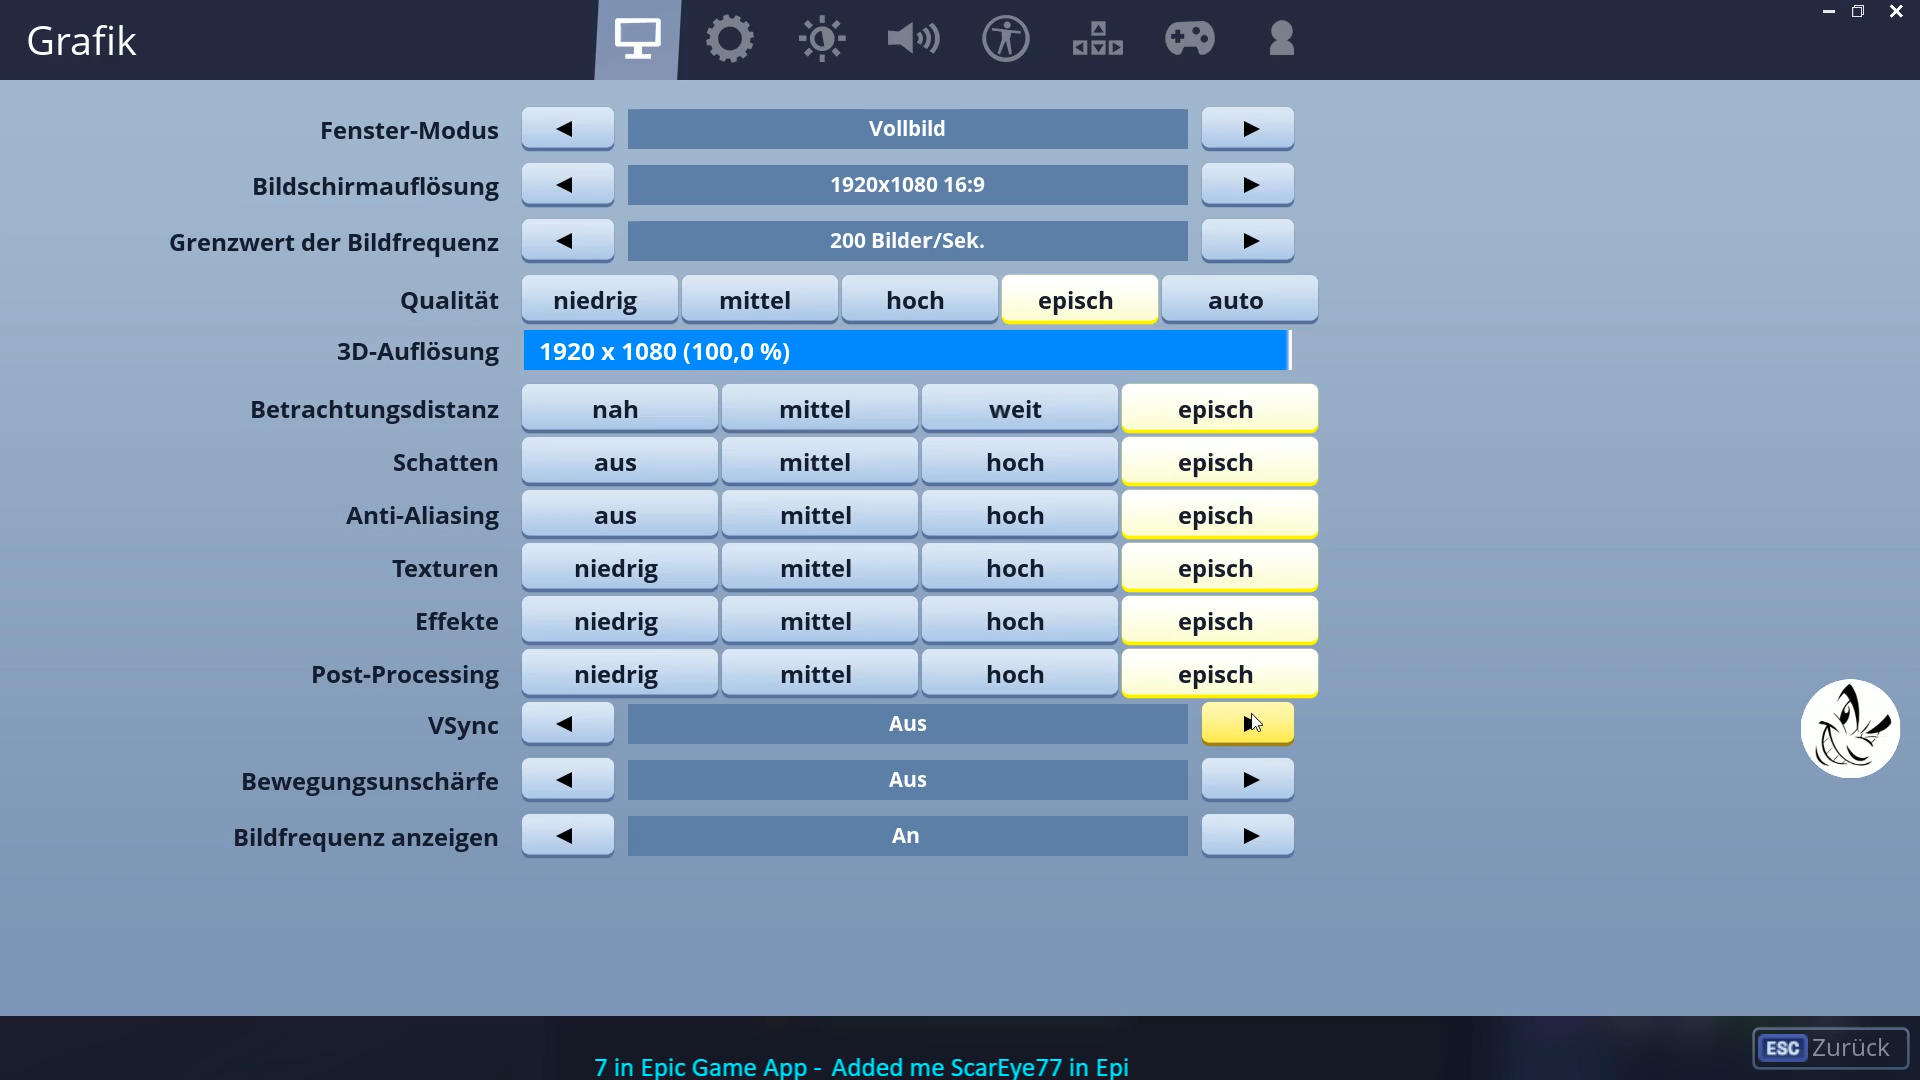 Grafik
Fenster-Modus Vollbild
Bildschirmauflösung 1920x1080 16:9
Grenzwert der Bildfrequenz 200 Bilder/Sek.
Qualität niedrig mittel hoch episch auto
3D-Auflösung 1920 x 1080 (100,0 %)
Betrachtungsdistanz nah mittel weit episch
Schatten aus mittel hoch episch
Anti-Aliasing aus mittel hoch episch
Texturen niedrig mittel hoch episch
Effekte niedrig mittel hoch episch
Post-Processing niedrig mittel hoch episch
VSync Aus
Bewegungsunschärfe Aus
Bildfrequenz anzeigen An
ESC Zurück
7 in Epic Game App - Added me ScarEye77 in Epi